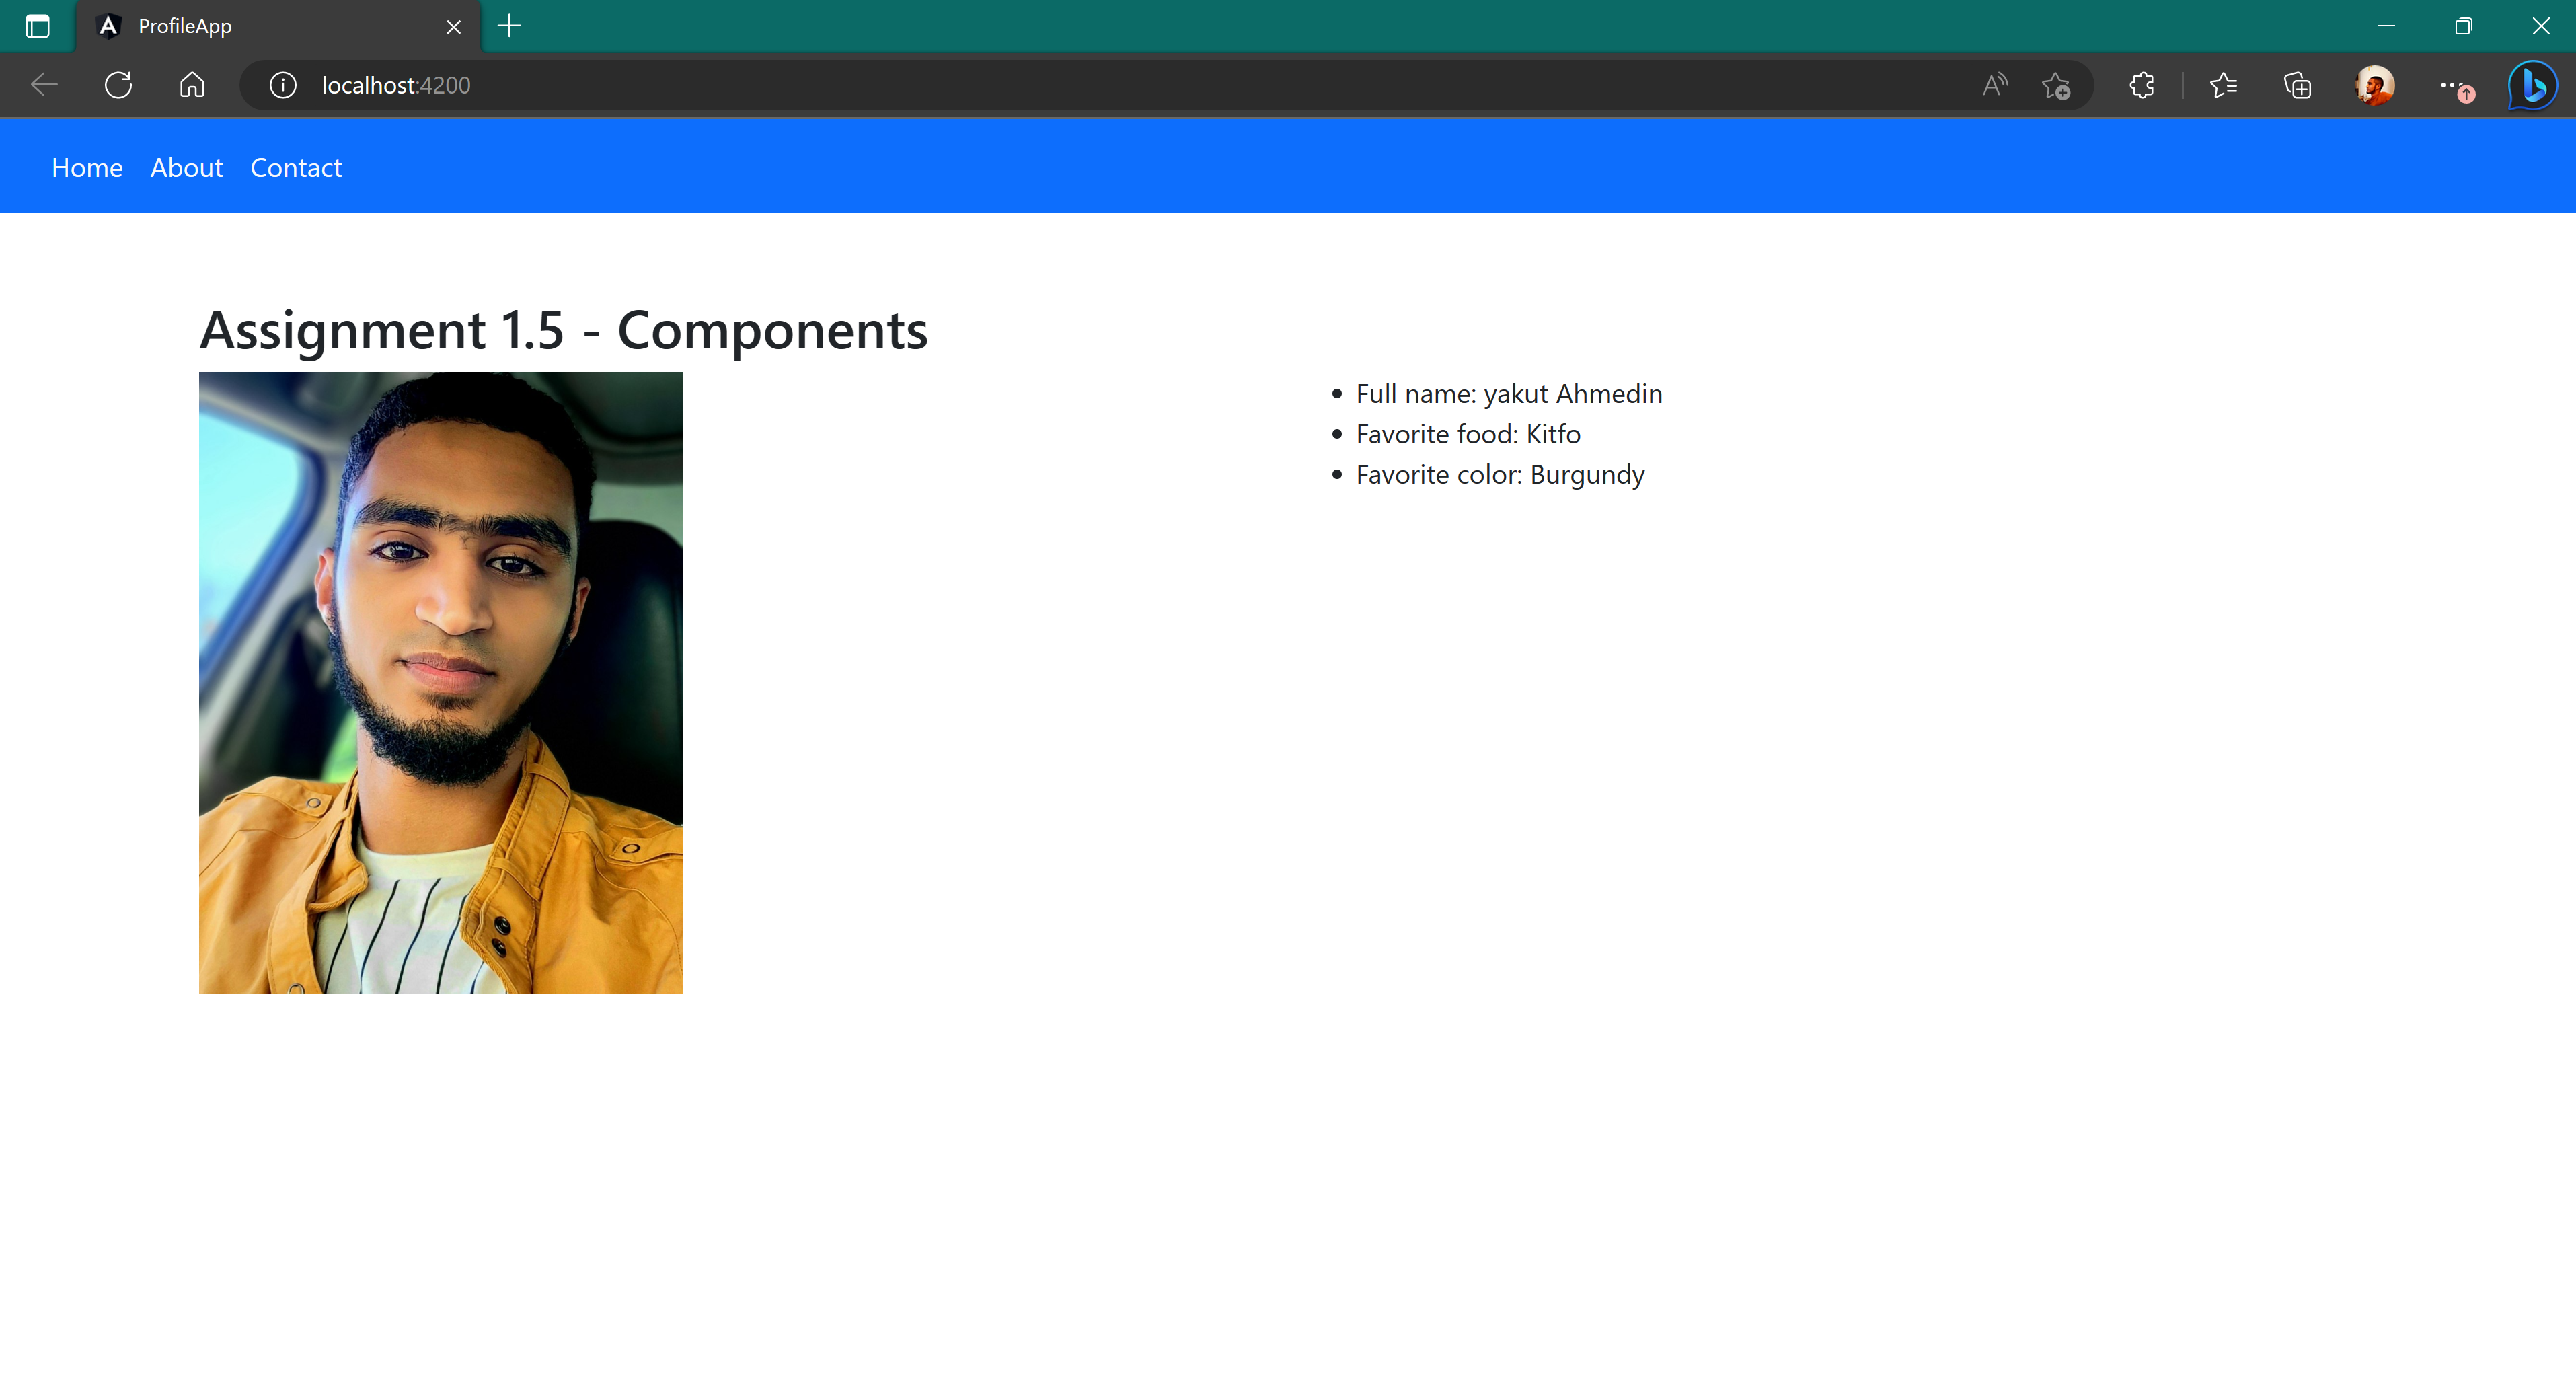 ProfileApp
localhost:4200
Home About Contact
Assignment 1.5 - Components
Full name: yakut Ahmedin
Favorite food: Kitfo
Favorite color: Burgundy